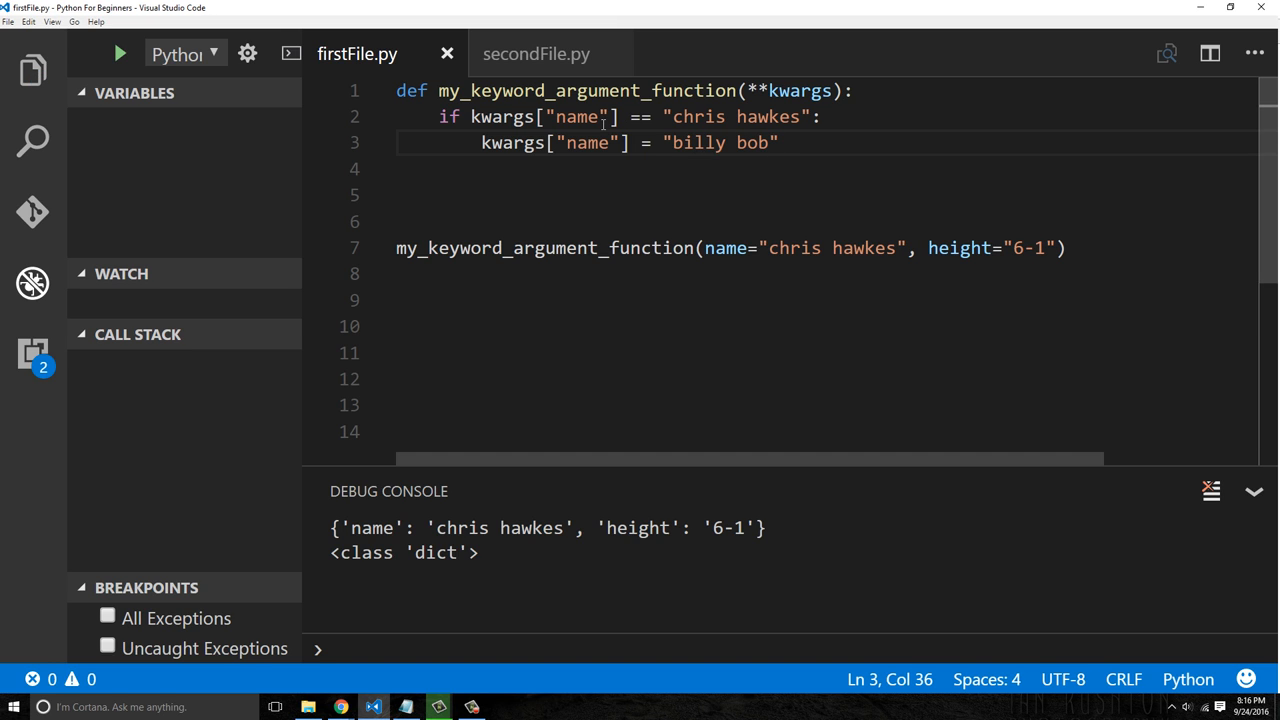 firstFile.py - Python For Beginners - Visual Studio Code
File Edit View Go Help
Python
firstFile.py
secondFile.py
VARIABLES
WATCH
CALL STACK
2
BREAKPOINTS
All Exceptions
Uncaught Exceptions
1 def my_keyword_argument_function(**kwargs):
2 if kwargs["name"] == "chris hawkes":
3 kwargs["name"] = "billy bob"
4
5
6
7 my_keyword_argument_function(name="chris hawkes", height="6-1")
8
9
10
11
12
13
14
DEBUG CONSOLE
{'name': 'chris hawkes', 'height': '6-1'}
<class 'dict'>
0 0 Ln 3, Col 36 Spaces: 4 UTF-8 CRLF Python
I'm Cortana. Ask me anything.
8:16 PM
9/24/2016